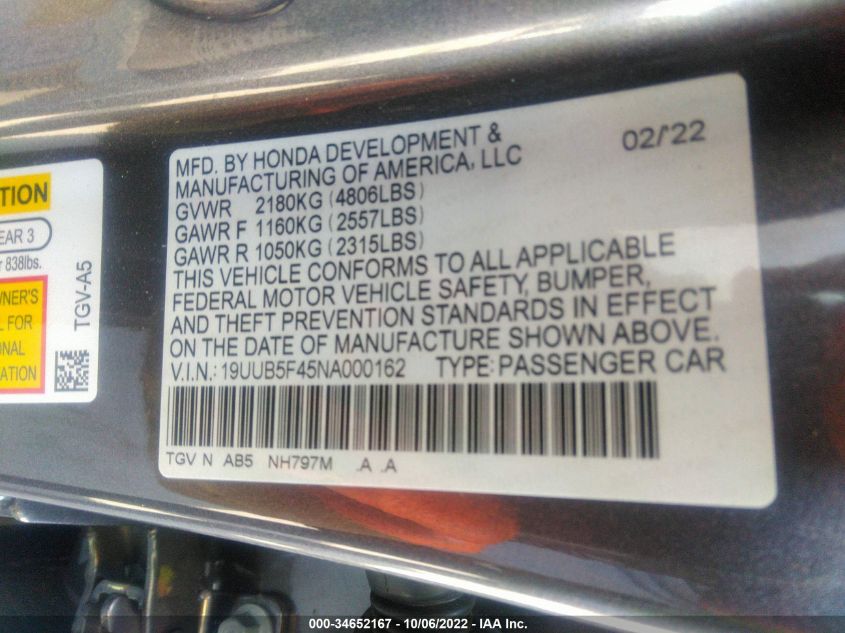 TION
EAR 3
838lbs.
WNER'S
L FOR
ONAL
TATION
TGV-A5
02/'22
MFD. BY HONDA DEVELOPMENT &
MANUFACTURING OF AMERICA, LLC
GVWR 2180KG (4806LBS)
GAWR F 1160KG (2557LBS)
GAWR R 1050KG (2315LBS)
THIS VEHICLE CONFORMS TO ALL APPLICABLE
FEDERAL MOTOR VEHICLE SAFETY, BUMPER,
AND THEFT PREVENTION STANDARDS IN EFFECT
ON THE DATE OF MANUFACTURE SHOWN ABOVE.
V.I.N.: 19UUB5F45NA000162 TYPE: PASSENGER CAR
TGV N AB5 NH797M .A .A
000-34652167 - 10/06/2022 - IAA Inc.